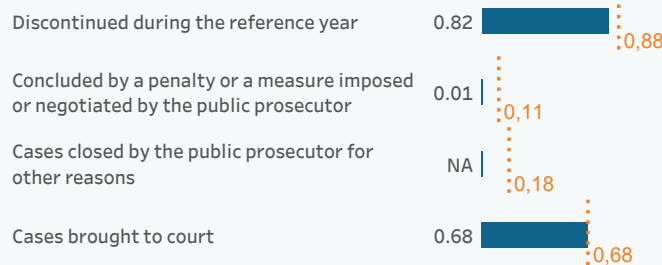 Discontinued during the reference year 0.82
0,88
Concluded by a penalty or a measure imposed
or negotiated by the public prosecutor 0.01
0,11
Cases closed by the public prosecutor for
other reasons NA
0,18
Cases brought to court 0.68
0,68